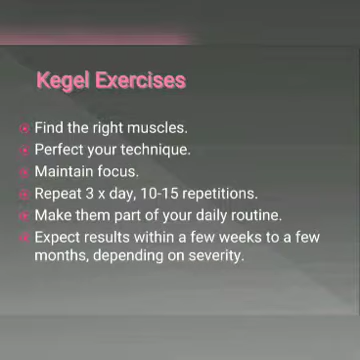 Kegel Exercises
Find the right muscles.
Perfect your technique.
Maintain focus.
Repeat 3 x day, 10-15 repetitions.
Make them part of your daily routine.
Expect results within a few weeks to a few
months, depending on severity.